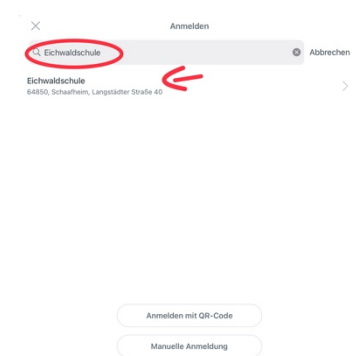 Anmelden
Eichwaldschule Abbrechen
Eichwaldschule
64850, Schaafheim, Langstädter Straße 40
Anmelden mit QR-Code
Manuelle Anmeldung